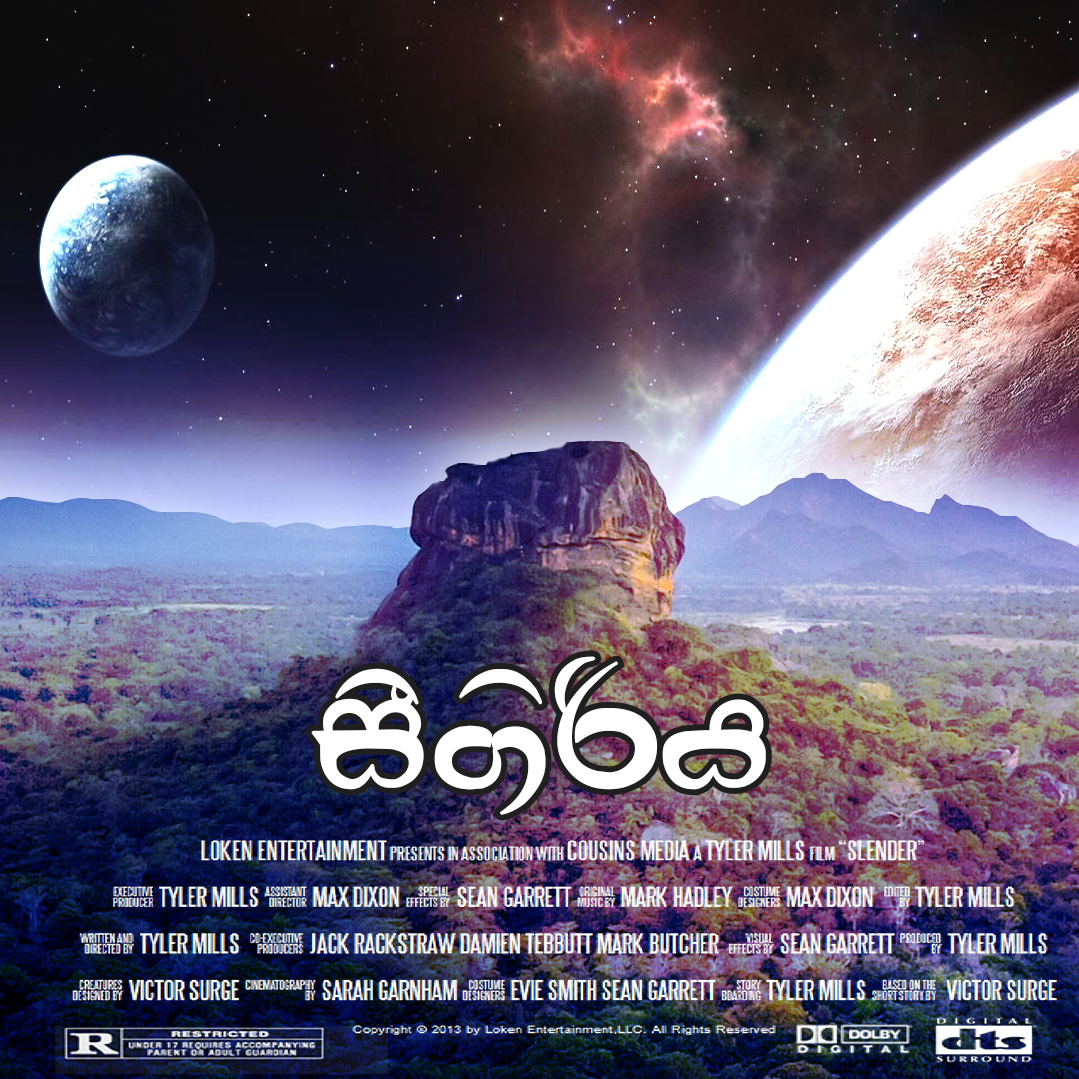 සීගිරිය
LOKEN ENTERTAINMENT PRESENTS IN ASSOCIATION WITH COUSINS MEDIA A TYLER MILLS FILM “SLENDER”
EXECUTIVE PRODUCER TYLER MILLS ASSISTANT DIRECTOR MAX DIXON SPECIAL EFFECTS BY SEAN GARRETT ORIGINAL MUSIC BY MARK HADLEY COSTUME DESIGNERS MAX DIXON EDITED BY TYLER MILLS
WRITTEN AND DIRECTED BY TYLER MILLS CO-EXECUTIVE PRODUCERS JACK RACKSTRAW DAMIEN TEBBUTT MARK BUTCHER VISUAL EFFECTS BY SEAN GARRETT PRODUCED BY TYLER MILLS
CREATURES DESIGNED BY VICTOR SURGE CINEMATOGRAPHY BY SARAH GARNHAM COSTUME DESIGNERS EVIE SMITH SEAN GARRETT STORY BOARDING TYLER MILLS BASED ON THE SHORT STORY BY VICTOR SURGE
Copyright © 2013 by Loken Entertainment,LLC. All Rights Reserved
R RESTRICTED
UNDER 17 REQUIRES ACCOMPANYING
PARENT OR ADULT GUARDIAN
DOLBY
DIGITAL
DIGITAL
dts
SURROUND